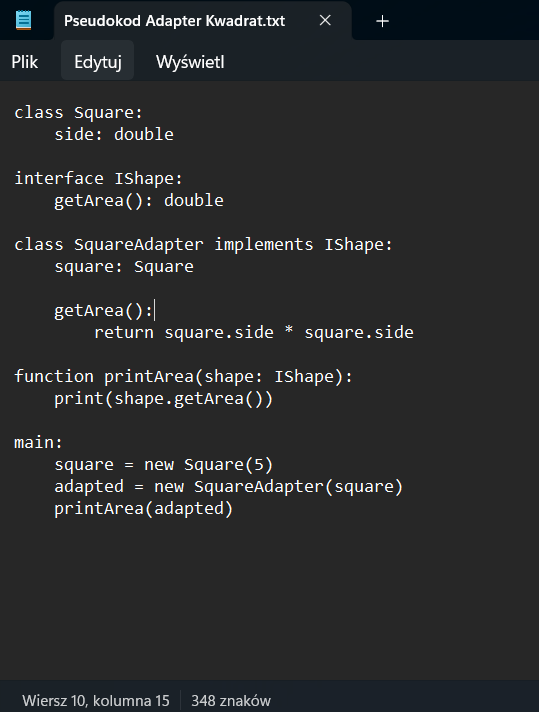 Pseudokod Adapter Kwadrat.txt
Plik Edytuj Wyświetl
class Square:
    side: double
interface IShape:
    getArea(): double
class SquareAdapter implements IShape:
    square: Square
    getArea():
        return square.side * square.side
function printArea(shape: IShape):
    print(shape.getArea())
main:
    square = new Square(5)
    adapted = new SquareAdapter(square)
    printArea(adapted)
Wiersz 10, kolumna 15 348 znaków